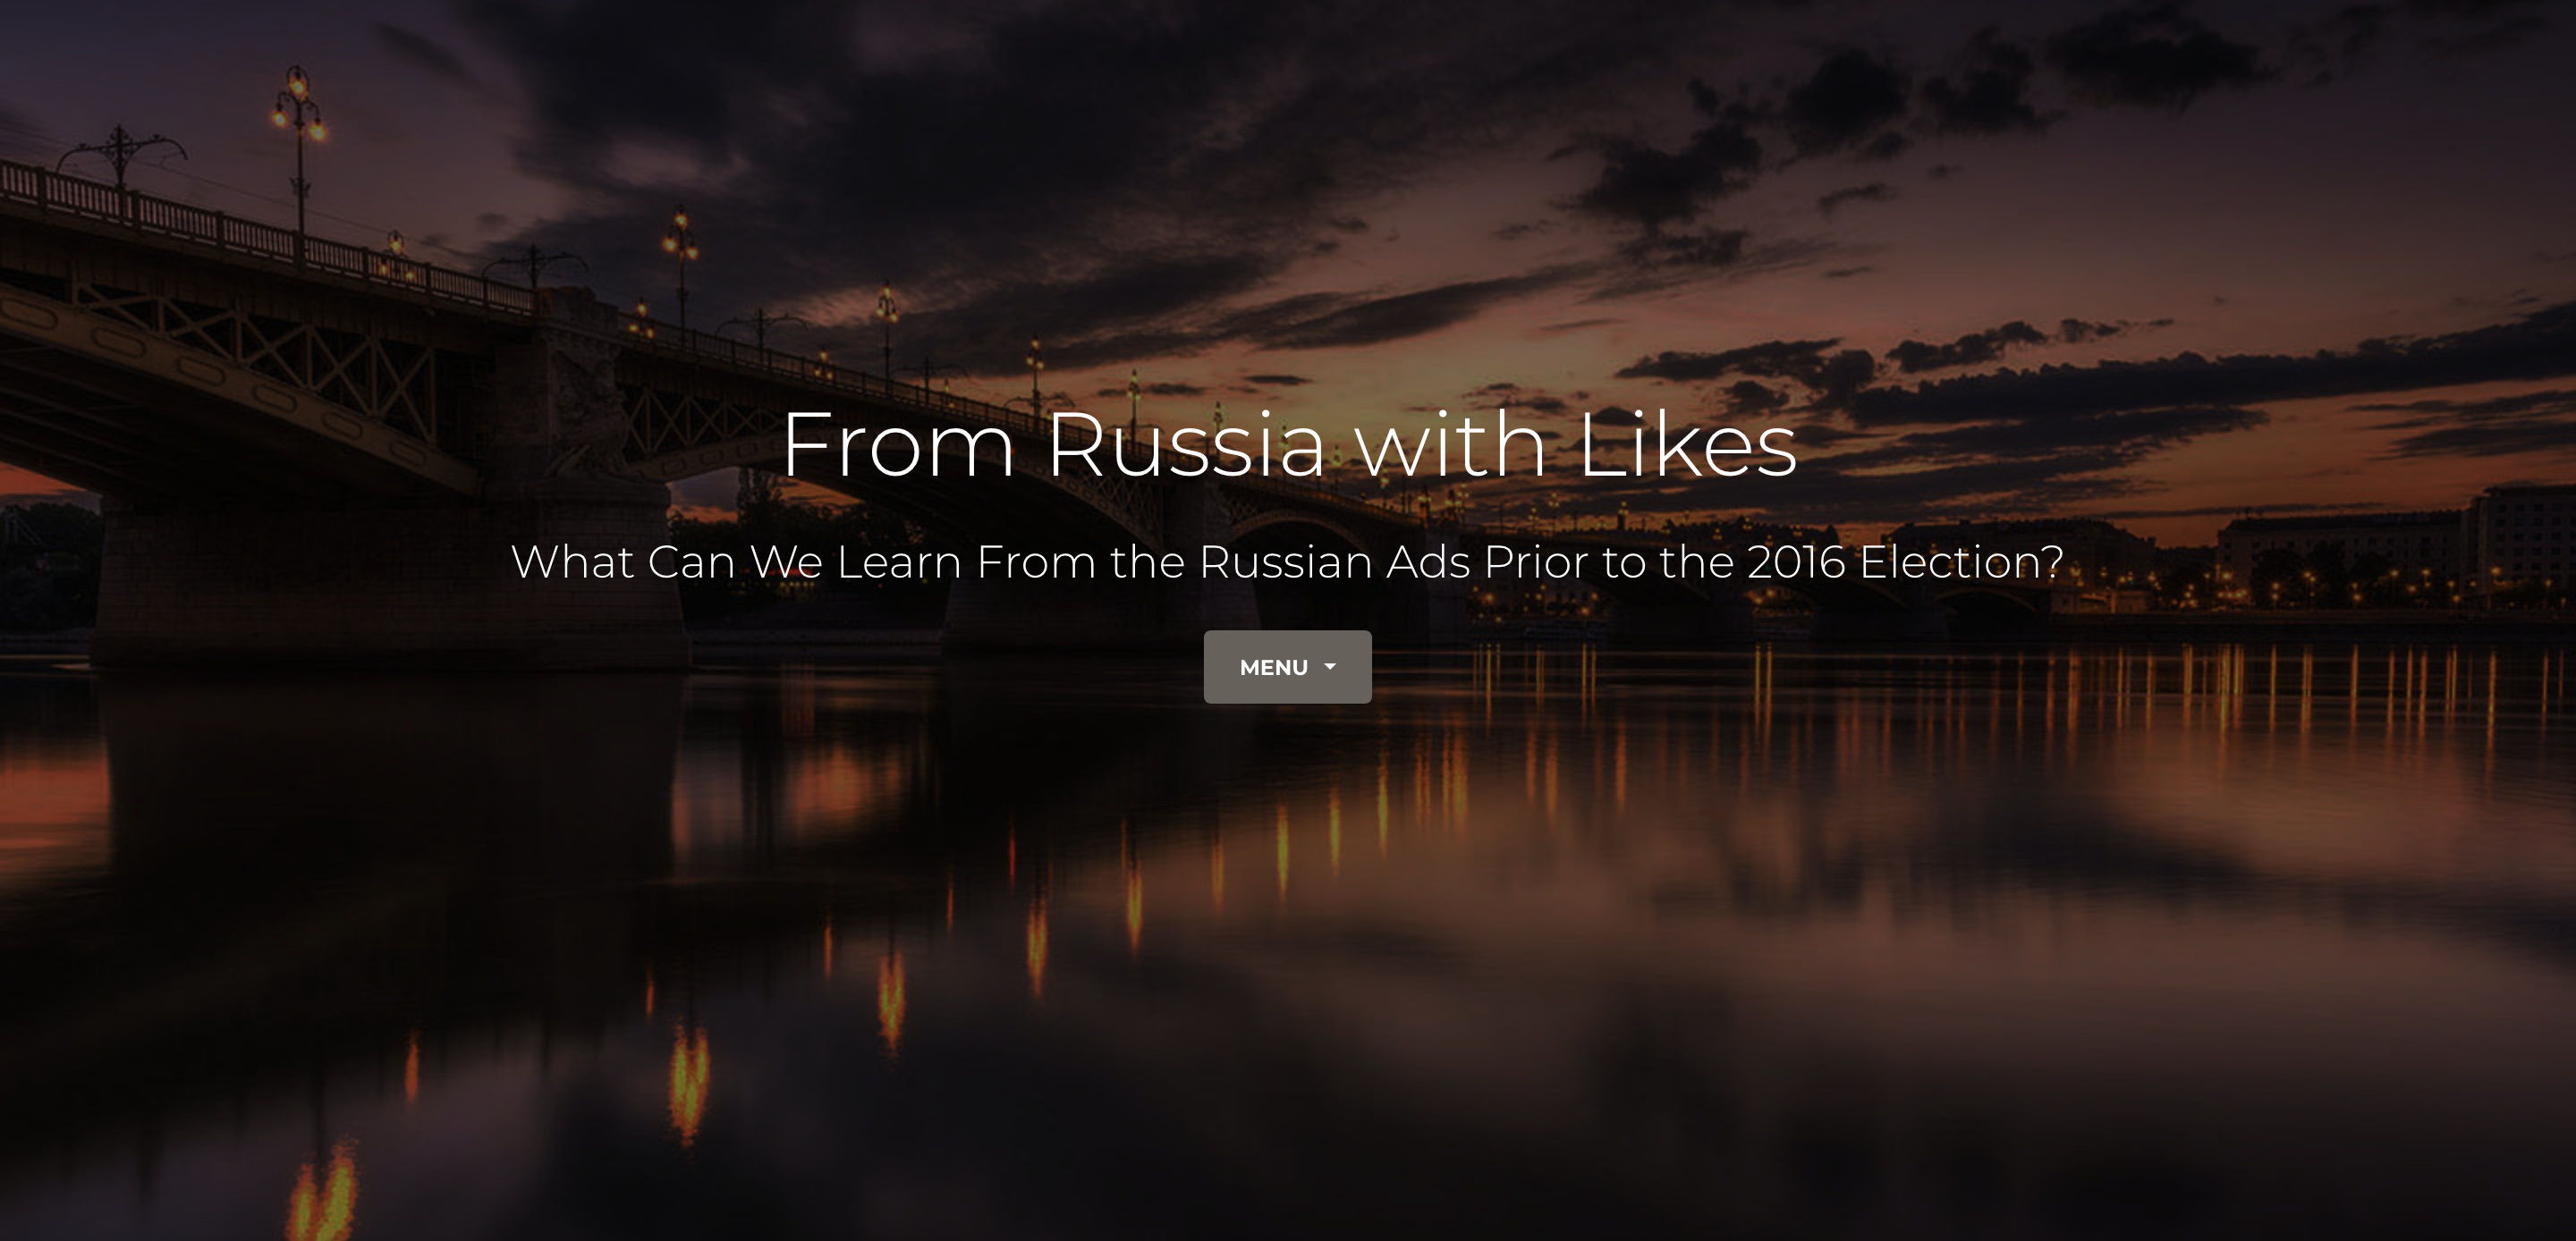 From Russia with Likes
What Can We Learn From the Russian Ads Prior to the 2016 Election?
MENU